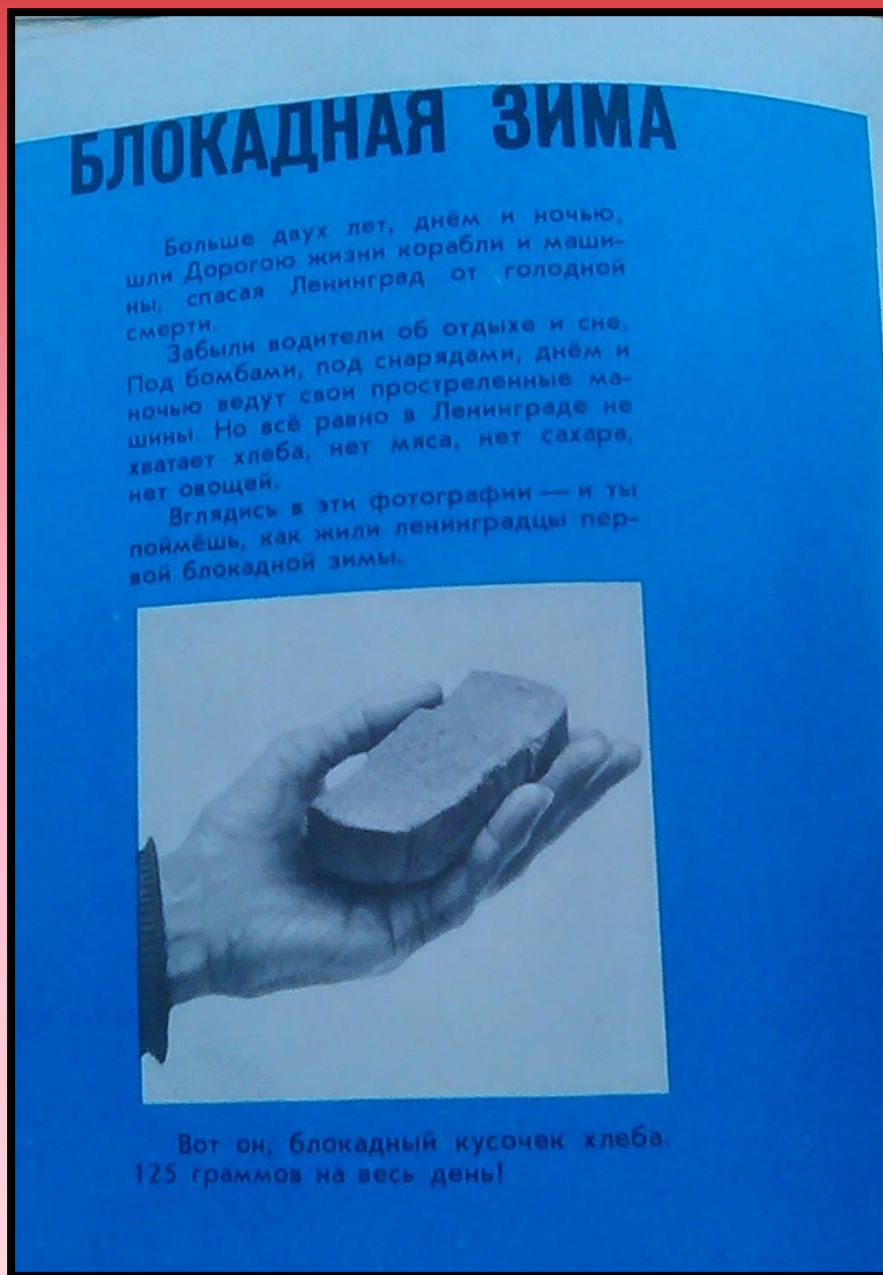 БЛОКАДНАЯ ЗИМА
Больше двух лет, днём и ночью,
шли Дорогою жизни корабли и маши-
ны, спасая Ленинград от голодной
смерти.
Забыли водители об отдыхе и сне.
Под бомбами, под снарядами, днём и
ночью ведут свои простреленные ма-
шины. Но всё равно в Ленинграде не
хватает хлеба, нет мяса, нет сахара,
нет овощей.
Вглядись в эти фотографии — и ты
поймёшь, как жили ленинградцы пер-
вой блокадной зимы.
Вот он, блокадный кусочек хлеба.
125 граммов на весь день!